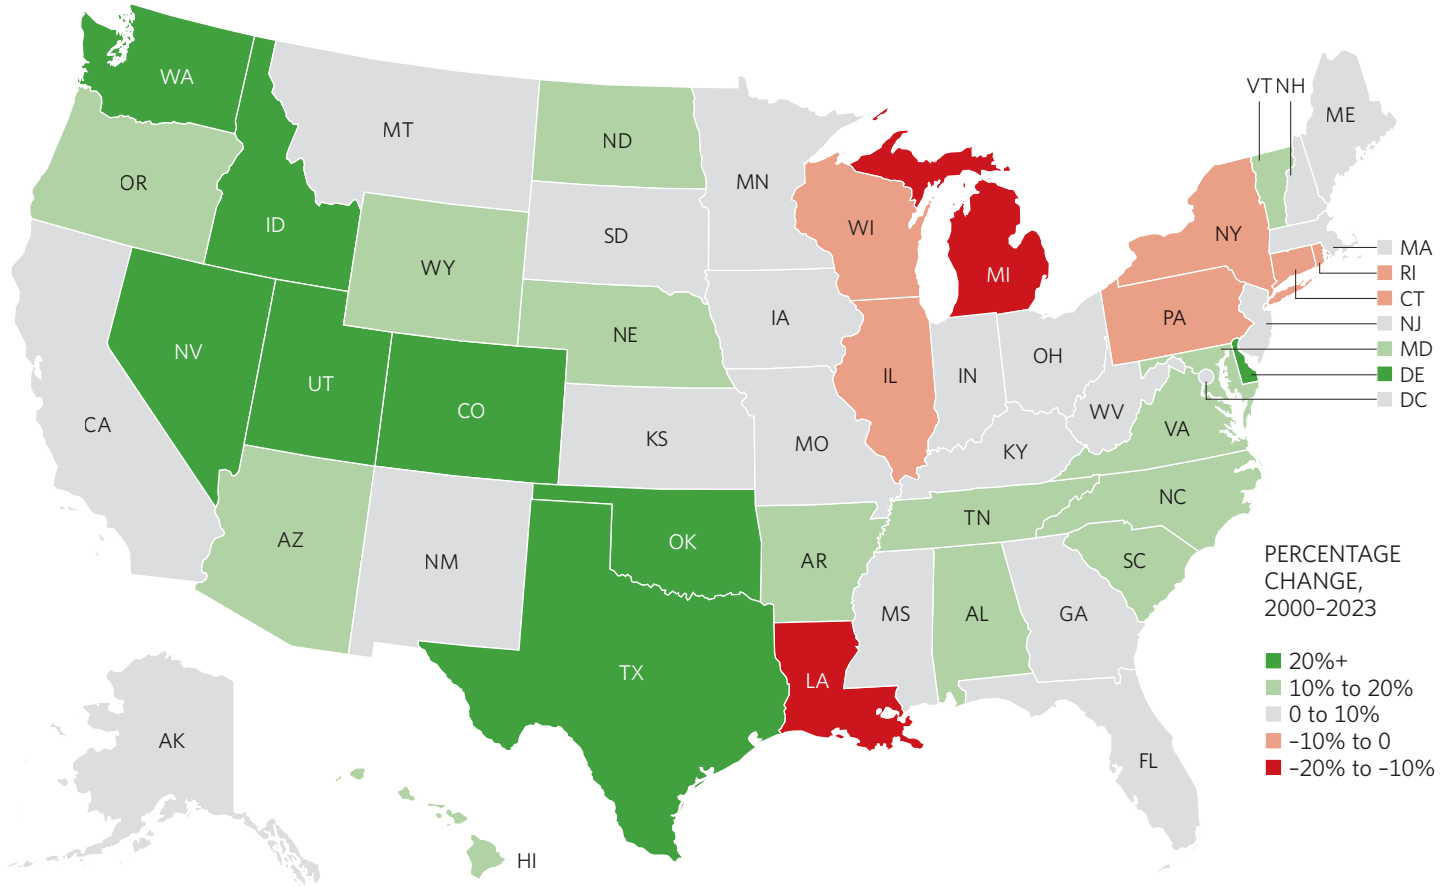 VT NH
WA
ME
MT
ND
OR
MN
ID
WI
NY
SD
MA
WY
MI
RI
CT
IA
PA
NJ
NE
NV
MD
OH
UT
IL
IN
DE
CO
DC
CA
WV
KS
MO
VA
KY
NC
TN
AZ
OK
NM
AR
SC
PERCENTAGE
CHANGE,
2000–2023
MS
AL
GA
20%+
TX
LA
10% to 20%
0 to 10%
AK
–10% to 0
FL
–20% to –10%
HI